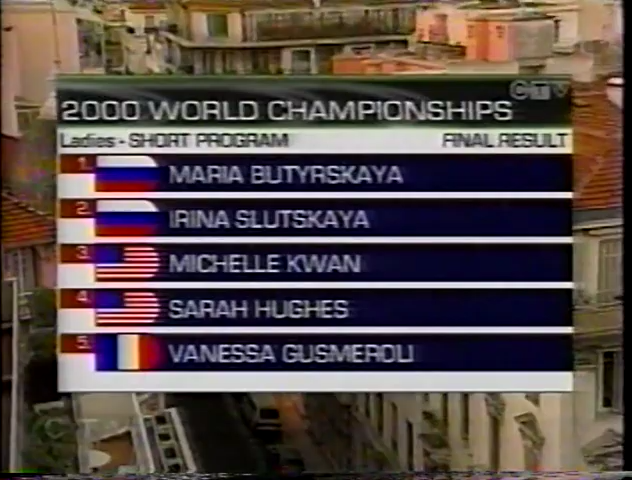 CTV
2000 WORLD CHAMPIONSHIPS
Ladies - SHORT PROGRAM FINAL RESULT
1. MARIA BUTYRSKAYA
2. IRINA SLUTSKAYA
3. MICHELLE KWAN
4. SARAH HUGHES
5. VANESSA GUSMEROLI
CTV